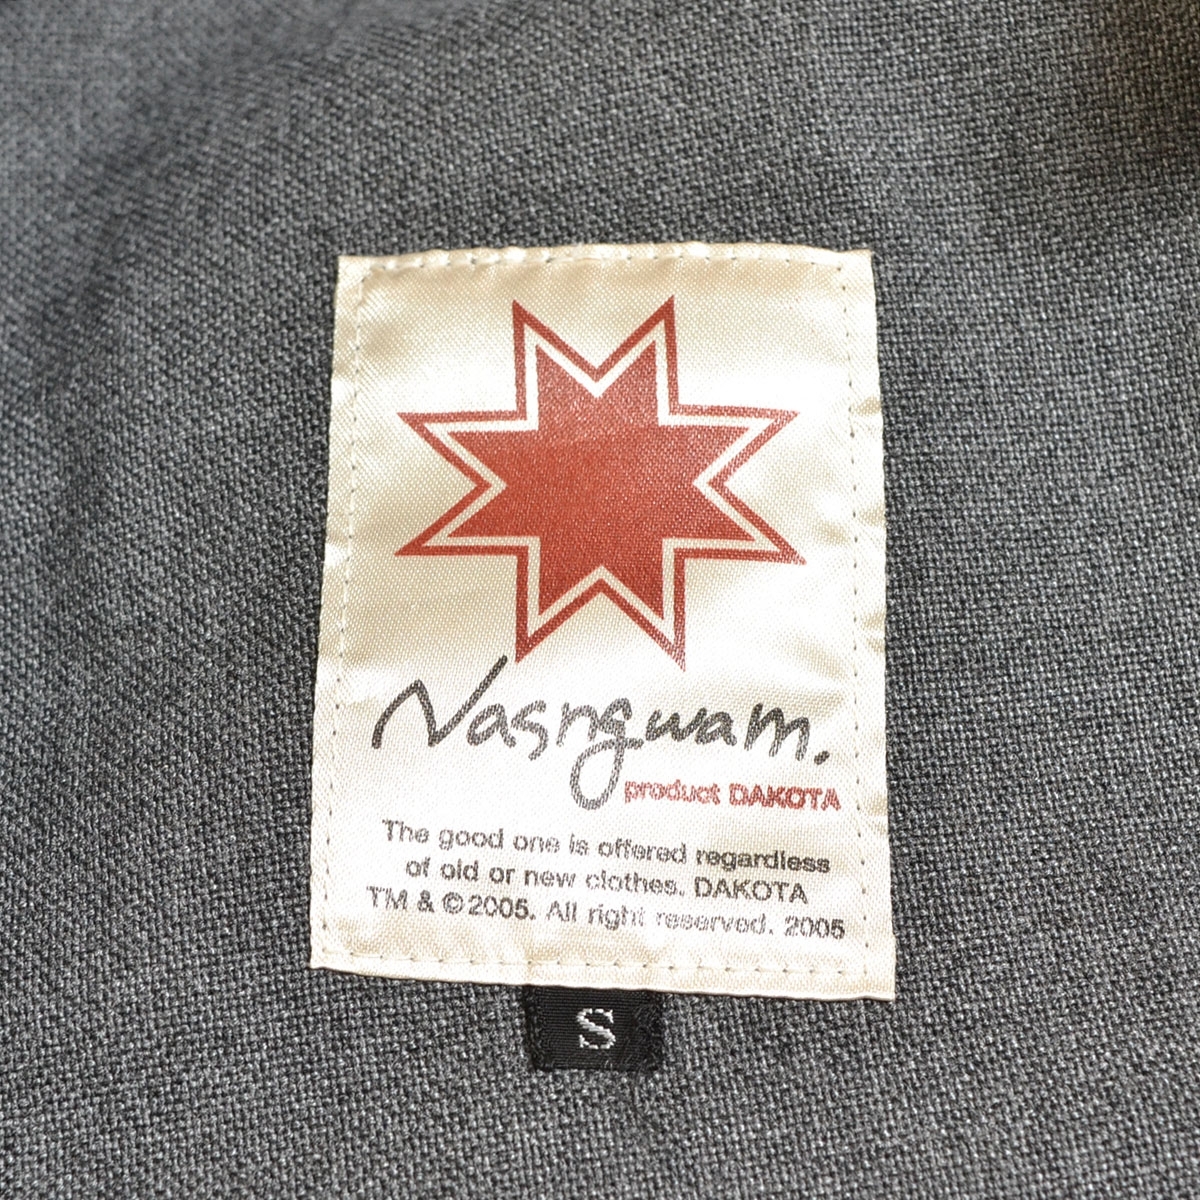 Nasngwam.
product DAKOTA
The good one is offered regardless
of old or new clothes. DAKOTA
TM & ©2005. All right reserved. 2005
S